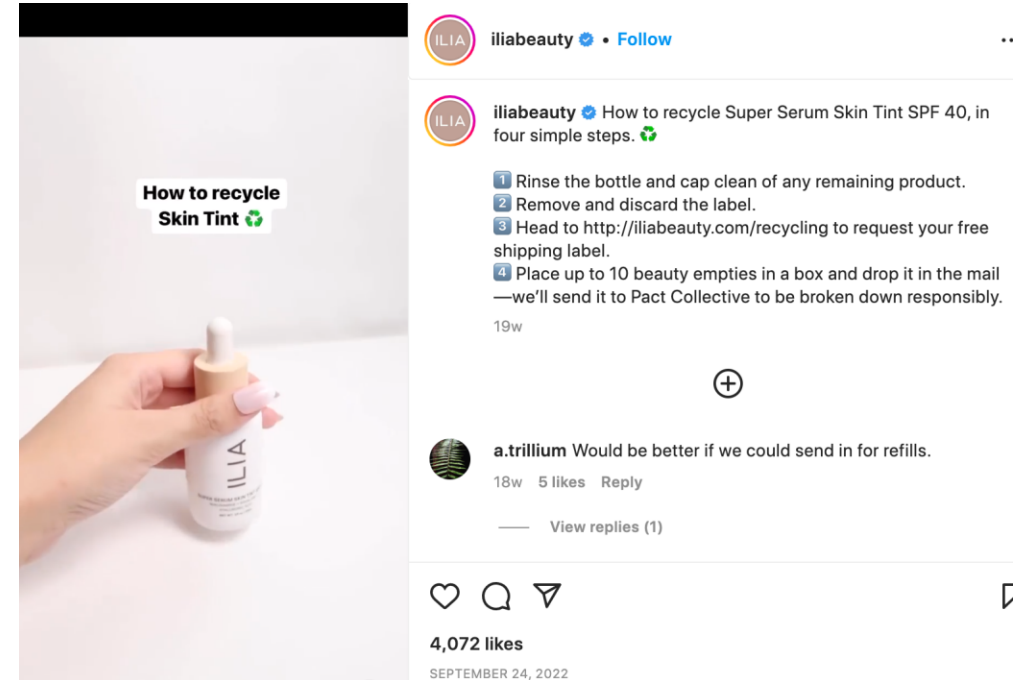 How to recycle
Skin Tint ♻️
ILIA
ILIA
iliabeauty • Follow
ILIA
iliabeauty How to recycle Super Serum Skin Tint SPF 40, in
four simple steps. ♻️
1️⃣ Rinse the bottle and cap clean of any remaining product.
2️⃣ Remove and discard the label.
3️⃣ Head to http://iliabeauty.com/recycling to request your free
shipping label.
4️⃣ Place up to 10 beauty empties in a box and drop it in the mail
—we’ll send it to Pact Collective to be broken down responsibly.
19w
a.trillium Would be better if we could send in for refills.
18w 5 likes Reply
View replies (1)
4,072 likes
SEPTEMBER 24, 2022